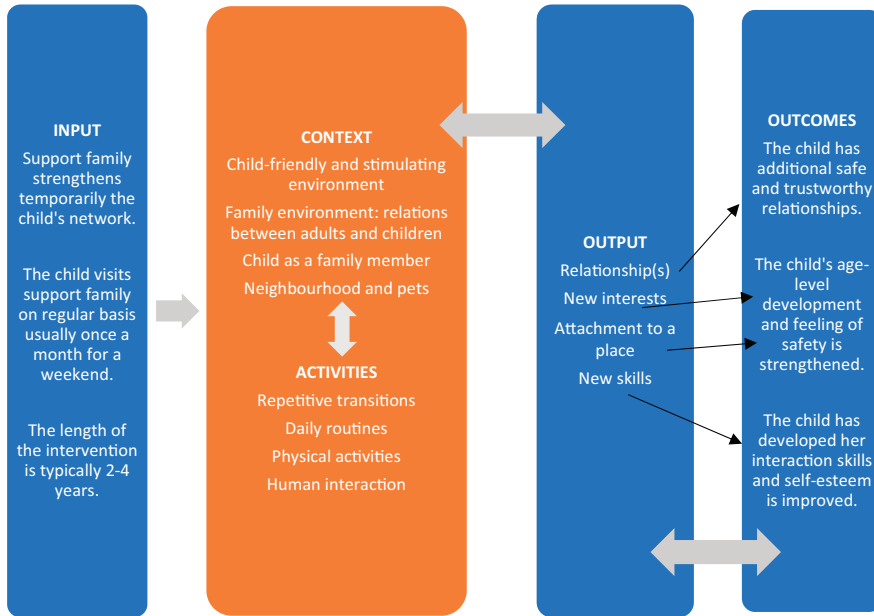 INPUT
Support family
strengthens
temporarily the
child's network.
The child visits
support family
on regular basis
usually once a
month for a
weekend.
The length of
the intervention
is typically 2-4
years.
CONTEXT
Child-friendly and stimulating
environment
Family environment: relations
between adults and children
Child as a family member
Neighbourhood and pets
ACTIVITIES
Repetitive transitions
Daily routines
Physical activities
Human interaction
OUTPUT
Relationship(s)
New interests
Attachment to a
place
New skills
OUTCOMES
The child has
additional safe
and trustworthy
relationships.
The child's age-
level
development
and feeling of
safety is
strengthened.
The child has
developed her
interaction skills
and self-esteem
is improved.